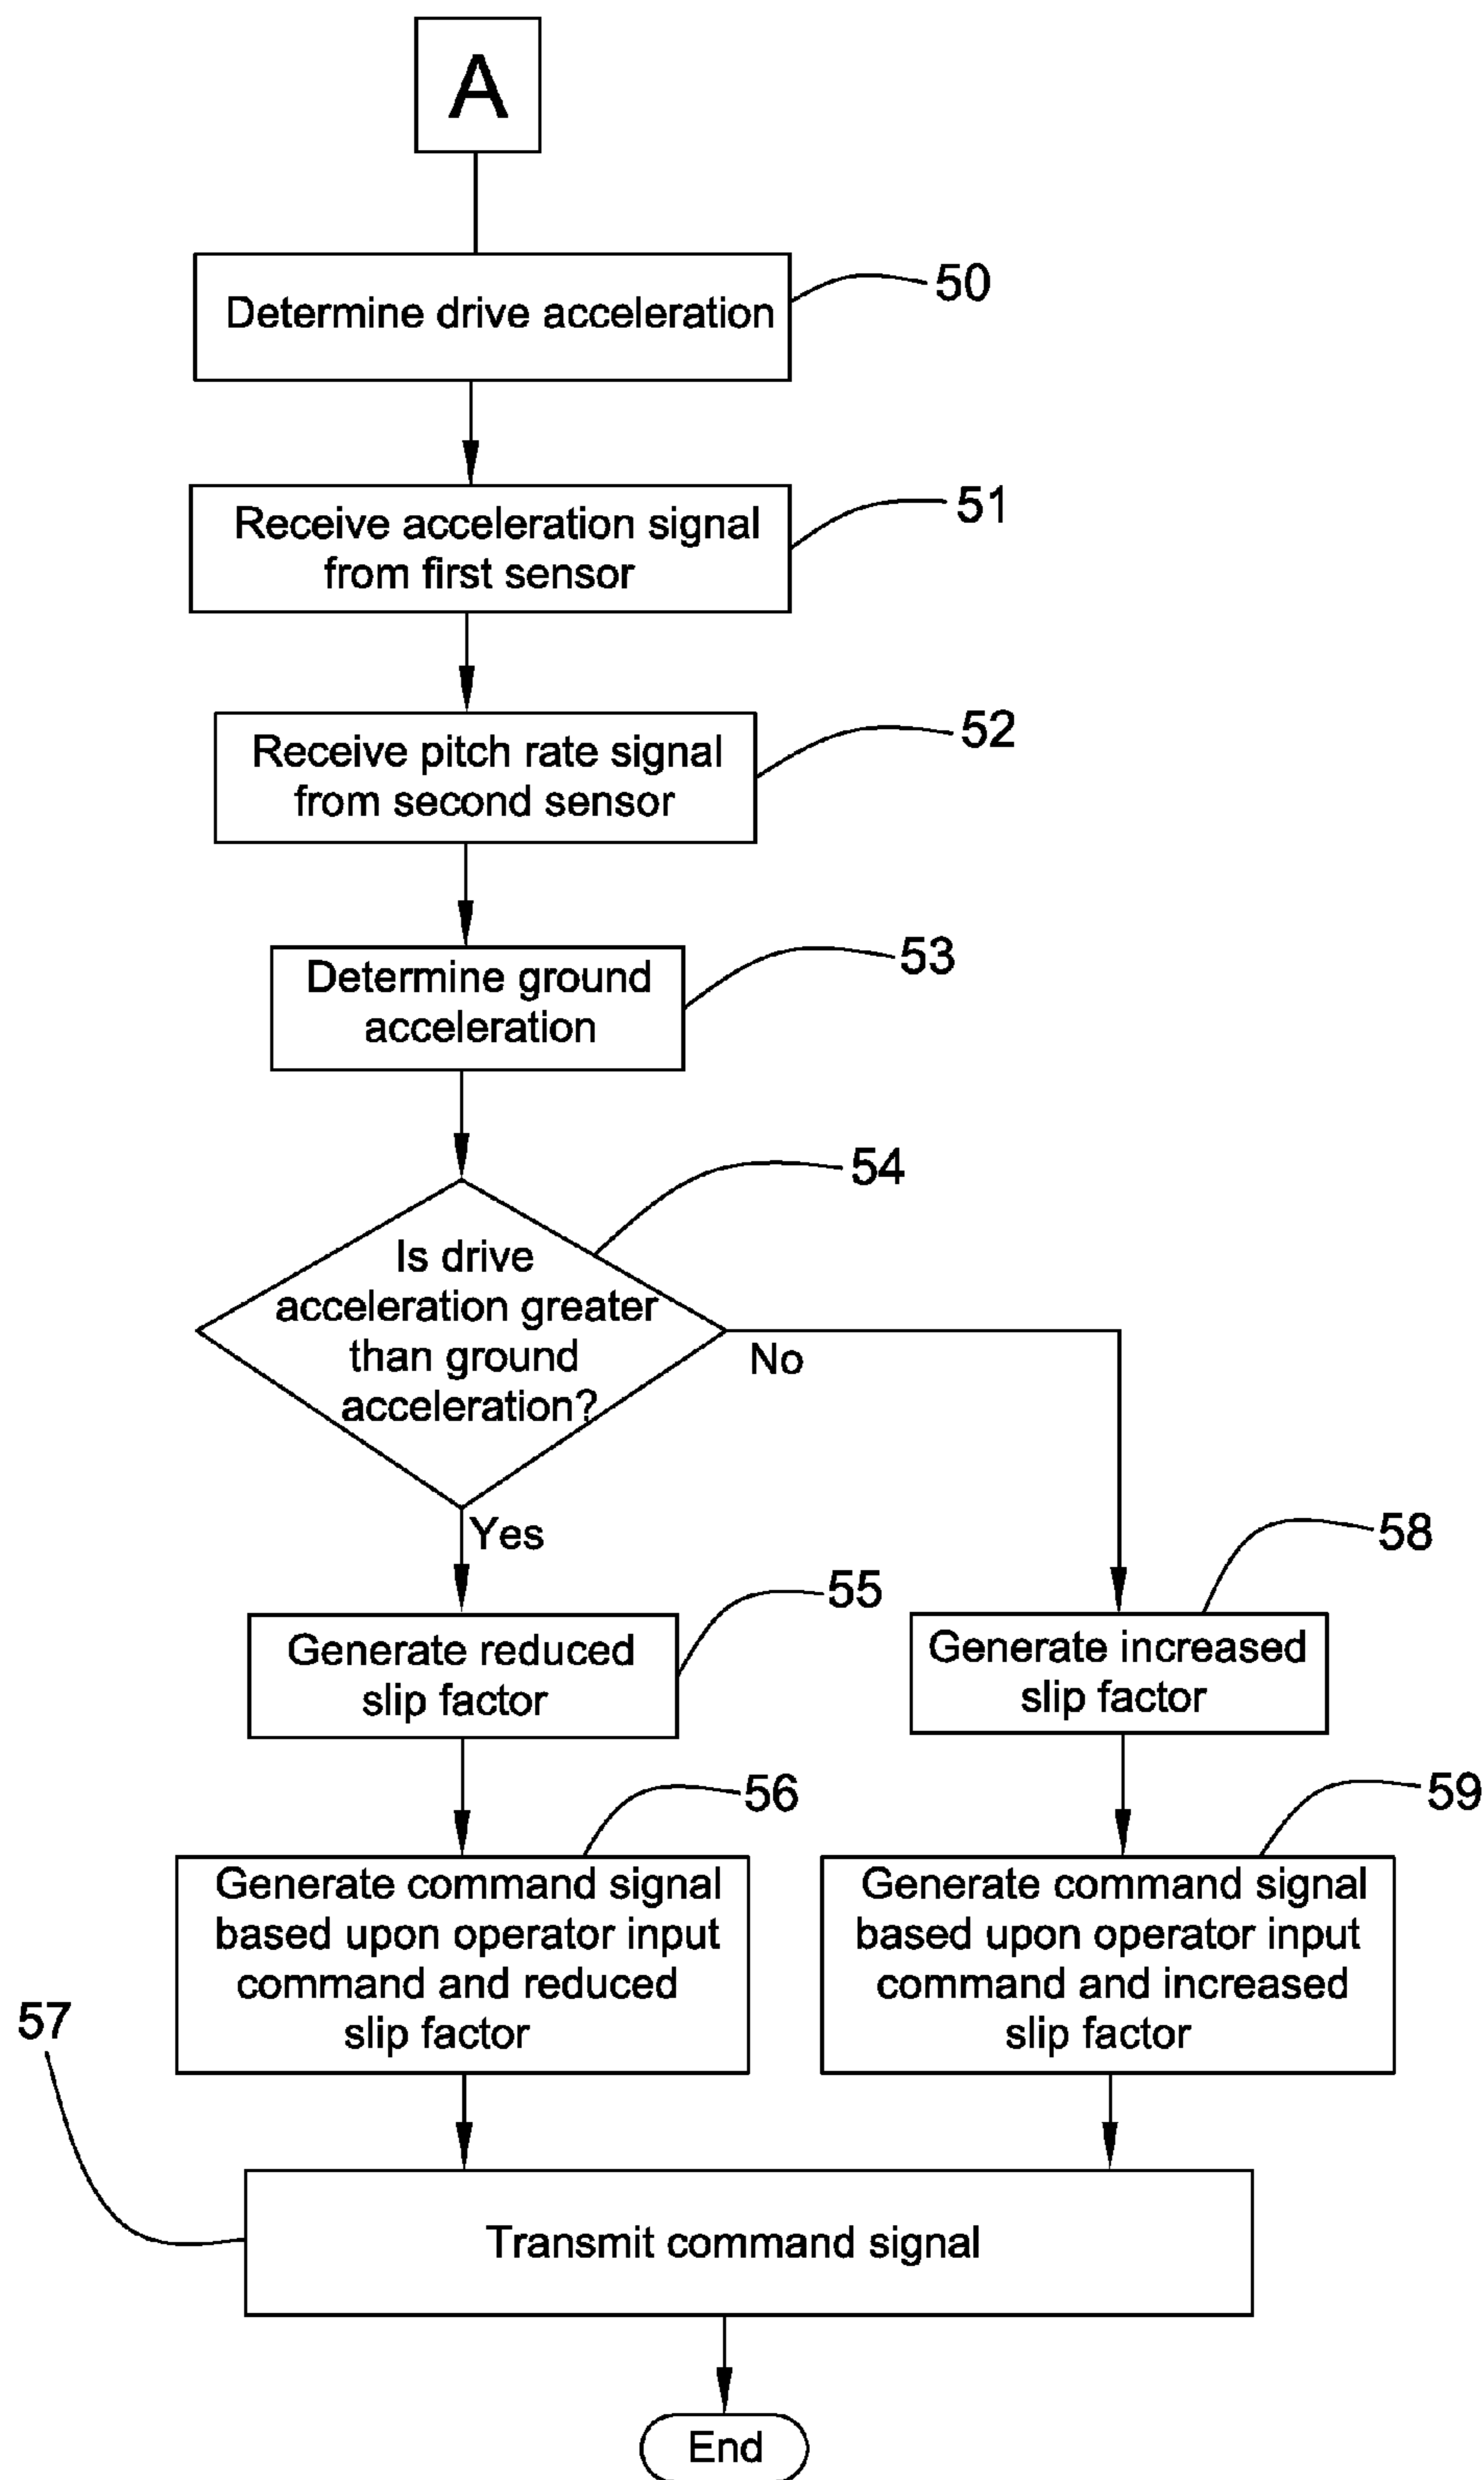 A
Determine drive acceleration
50
Receive acceleration signal
from first sensor
51
Receive pitch rate signal
from second sensor
52
Determine ground
acceleration
53
54
Is drive
acceleration greater
than ground
acceleration?
No
Yes
55
58
Generate reduced
slip factor
Generate increased
slip factor
56
59
Generate command signal
based upon operator input
command and reduced
slip factor
Generate command signal
based upon operator input
command and increased
slip factor
57
Transmit command signal
End